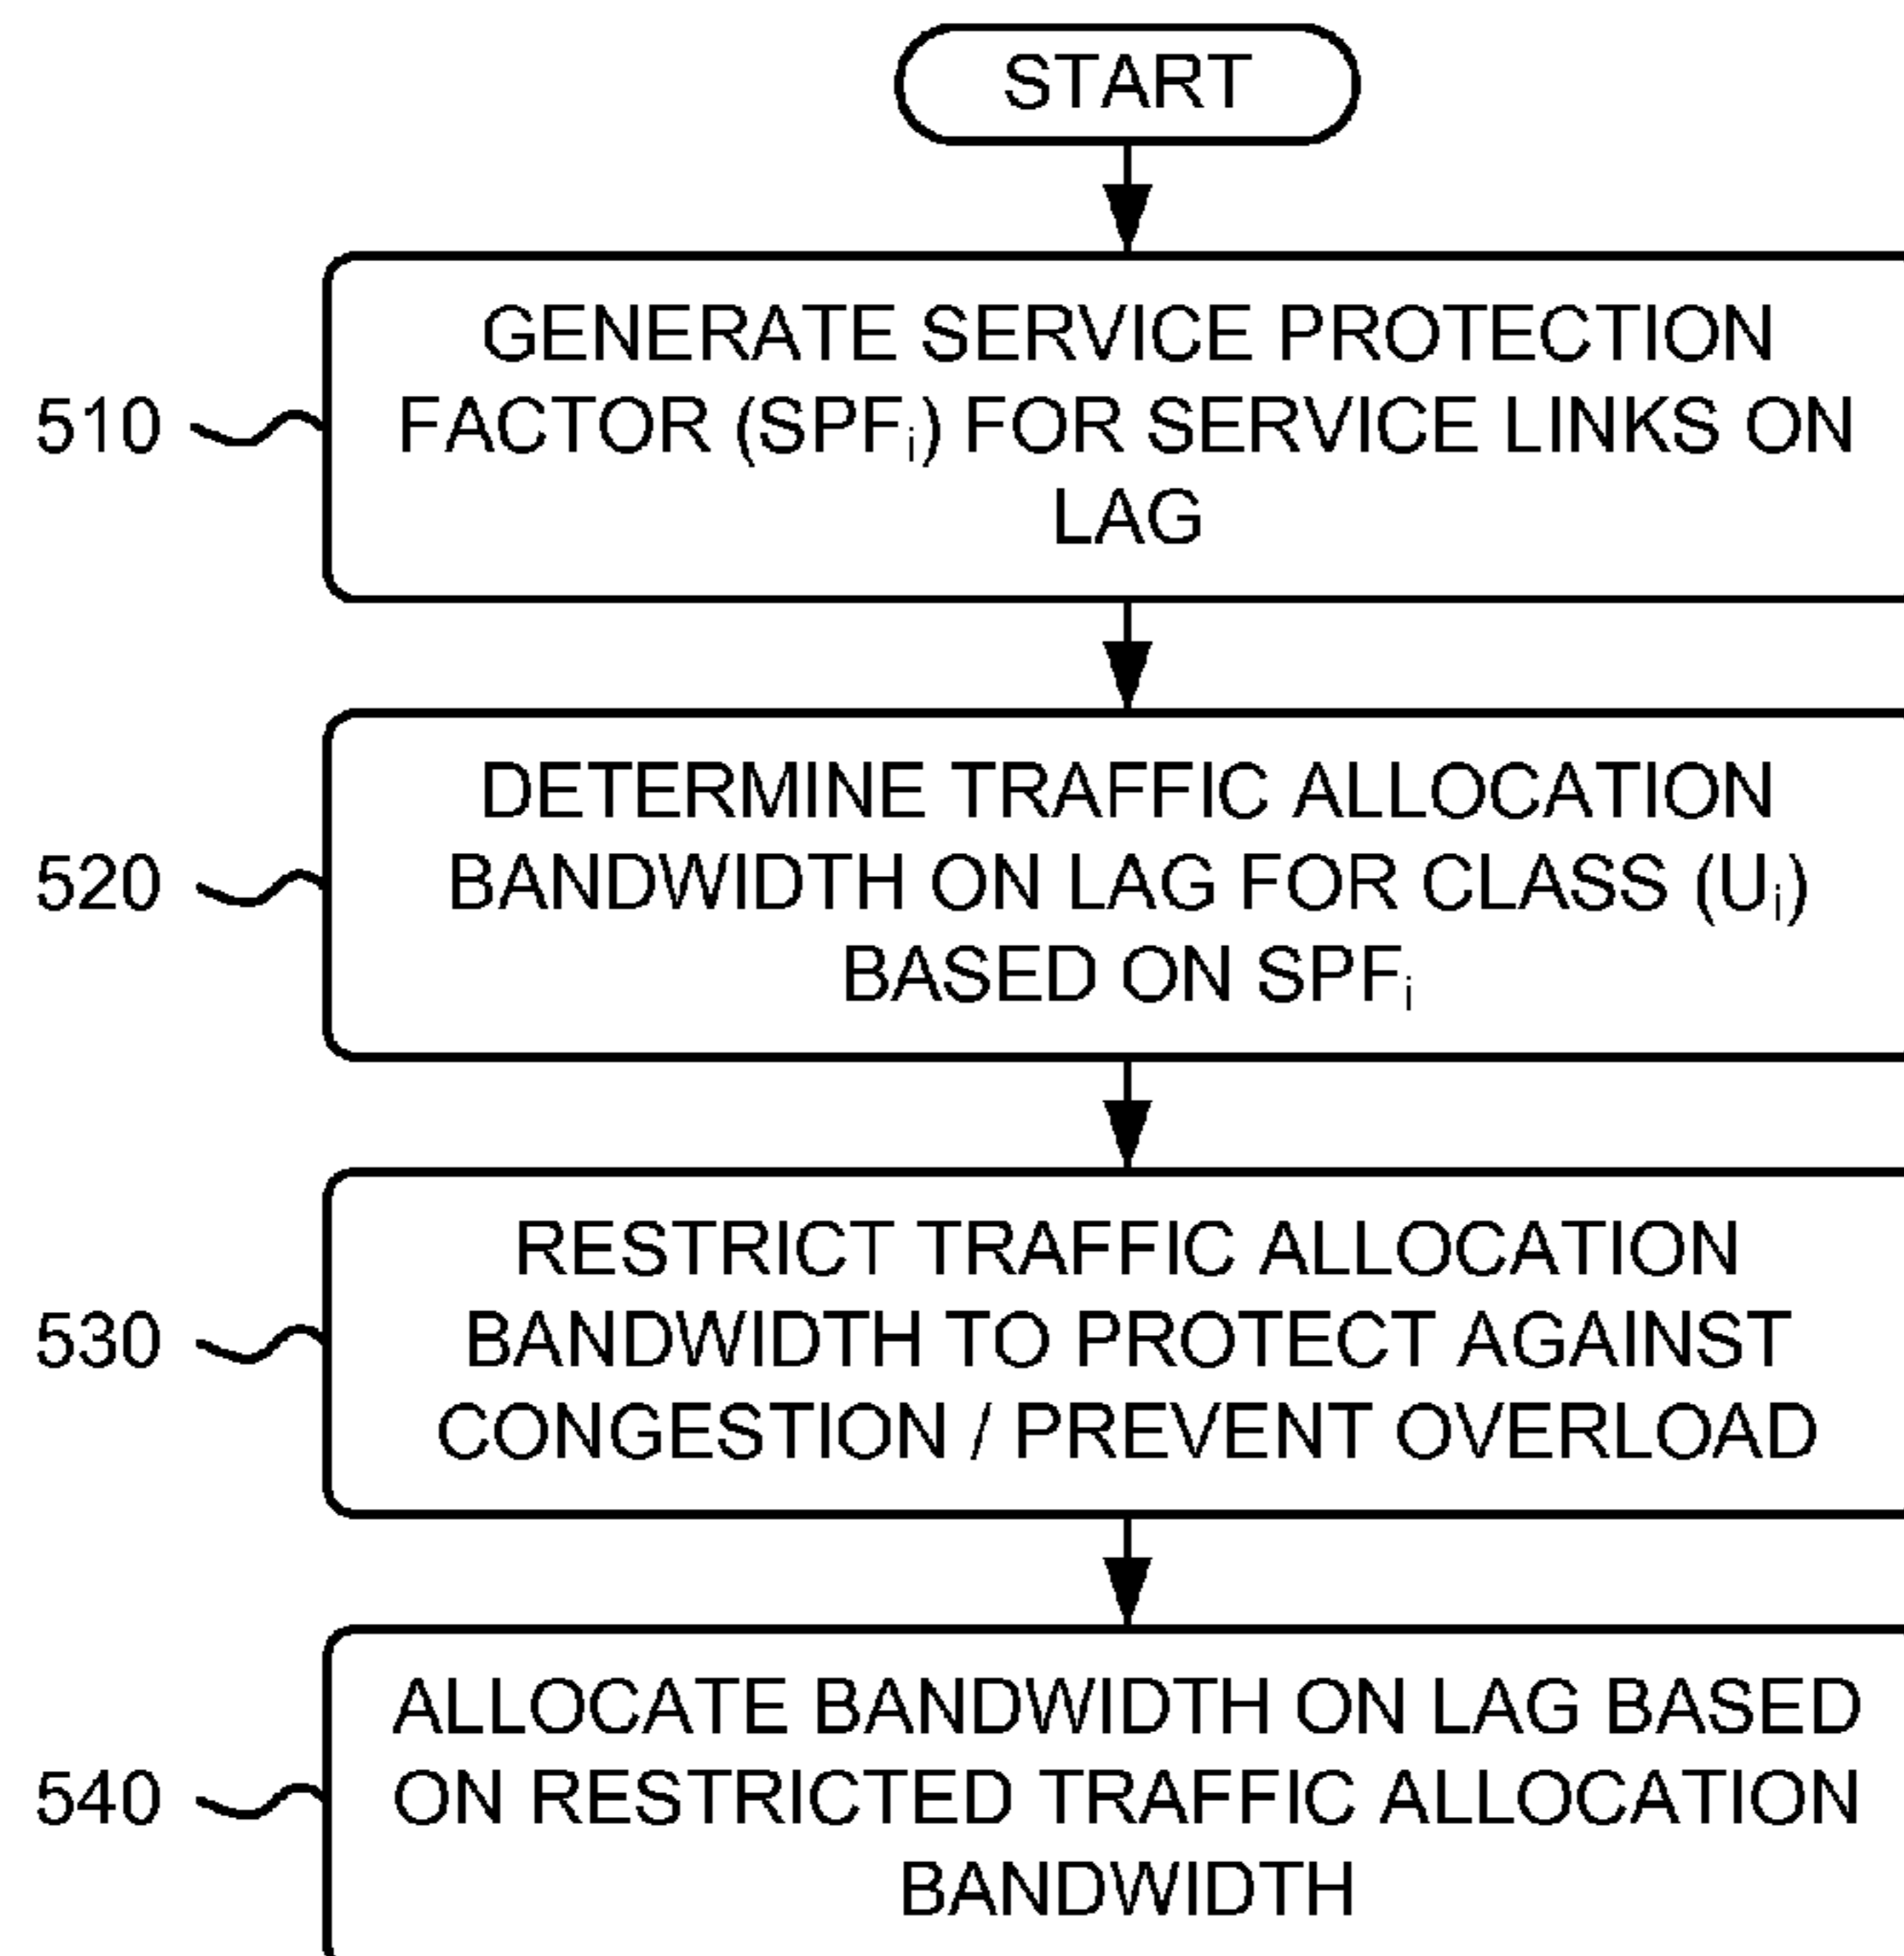 START
510
GENERATE SERVICE PROTECTION
FACTOR (SPFi) FOR SERVICE LINKS ON
LAG
520
DETERMINE TRAFFIC ALLOCATION
BANDWIDTH ON LAG FOR CLASS (Ui)
BASED ON SPFi
530
RESTRICT TRAFFIC ALLOCATION
BANDWIDTH TO PROTECT AGAINST
CONGESTION / PREVENT OVERLOAD
540
ALLOCATE BANDWIDTH ON LAG BASED
ON RESTRICTED TRAFFIC ALLOCATION
BANDWIDTH